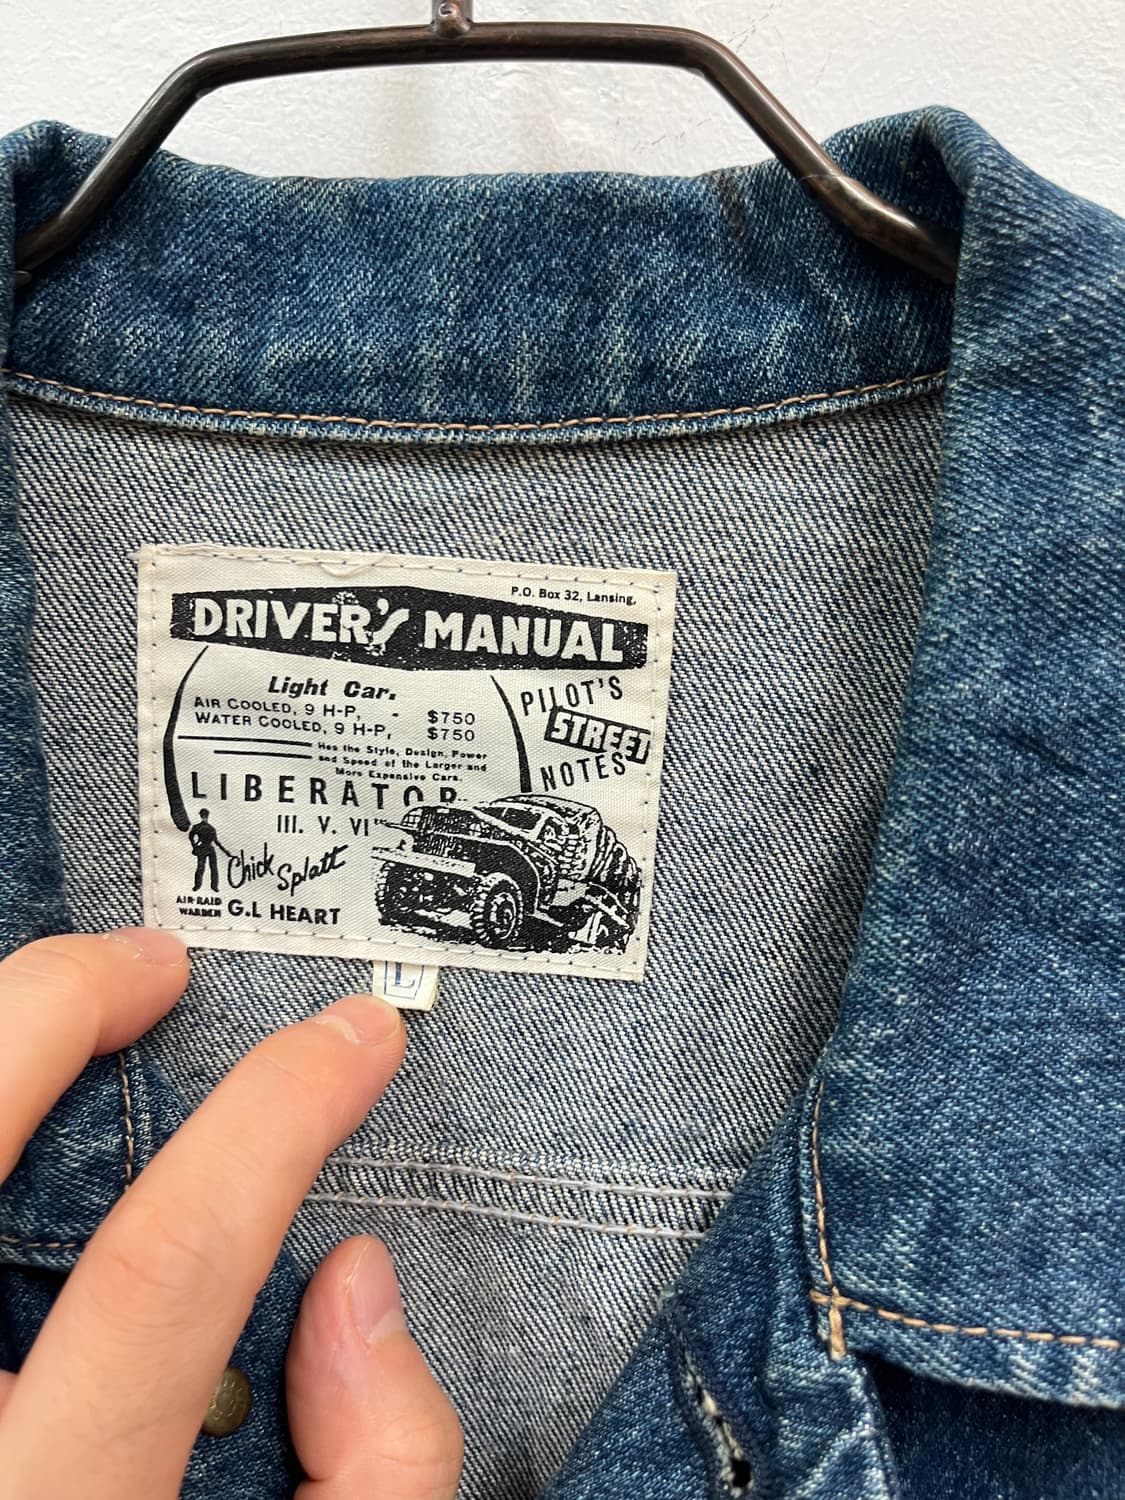 P.O. Box 32, Lansing.
DRIVER'S MANUAL
Light Car.
AIR COOLED, 9 H-P, - $750
WATER COOLED, 9 H-P, $750
Has the Style, Design, Power
and Speed of the Larger and
More Expensive Cars.
PILOT'S
STREET
NOTES
LIBERATOR
III. V. VI
Chick Splatt
AIR-RAID
WARDEN
G.L HEART
L